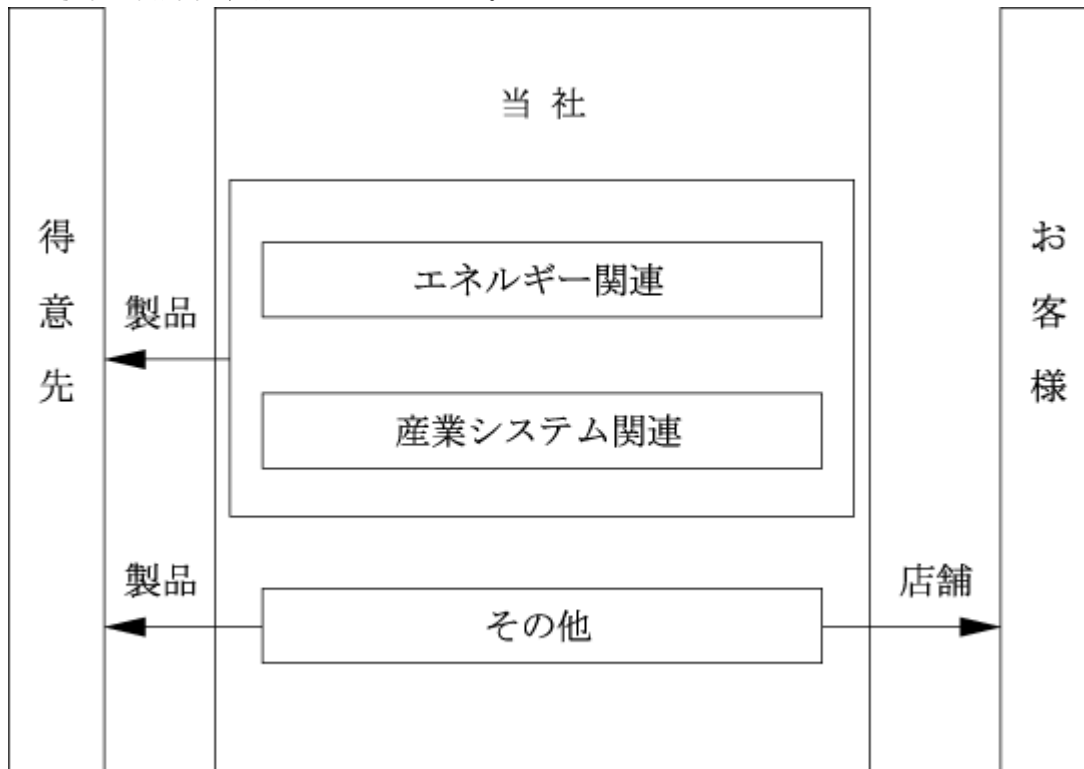 当 社
得意先
製品
エネルギー関連
産業システム関連
製品
その他
店舗
お客様